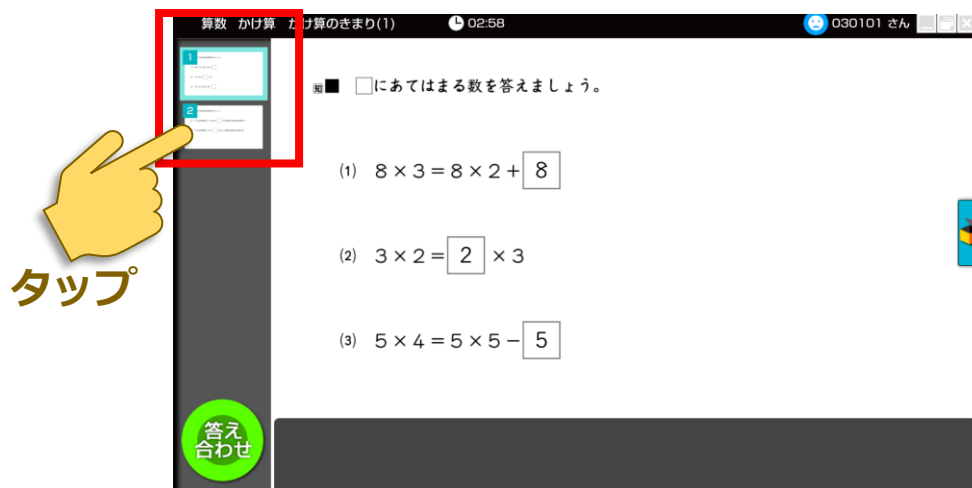 算数 かけ算 かけ算のきまり(1) 02:58 030101 さん
1
2
タップ
知 □にあてはまる数を答えましょう。
(1) 8×3=8×2+8
(2) 3×2=2×3
(3) 5×4=5×5−5
答え
合わせ